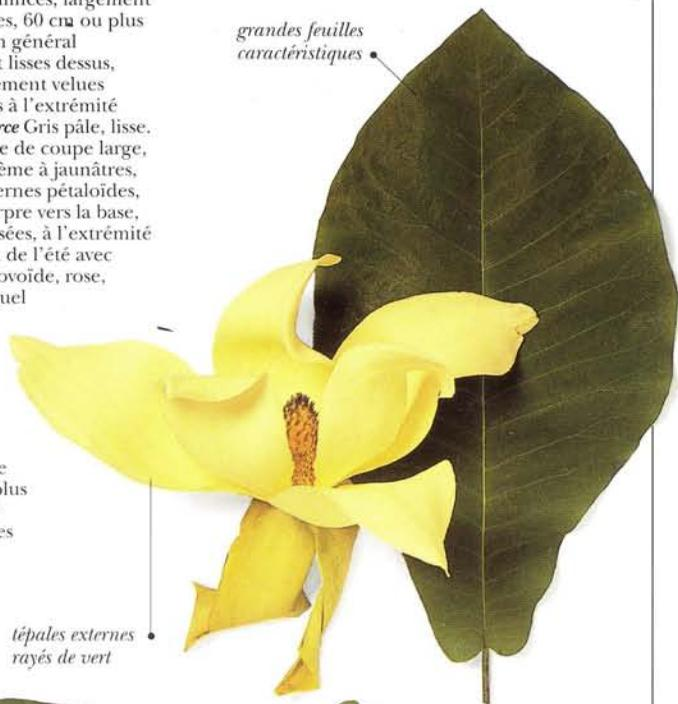 es, 60 cm ou plus
n général
t lisses dessus,
ement velues
s à l'extrémité
rce Gris pâle, lisse.
e de coupe large,
ème à jaunâtres,
ernes pétaloïdes,
rpre vers la base,
sées, à l'extrémité
de l'été avec
ovoïde, rose,
uel
grandes feuilles
caractéristiques
e
plus
es
tépales externes
rayés de vert